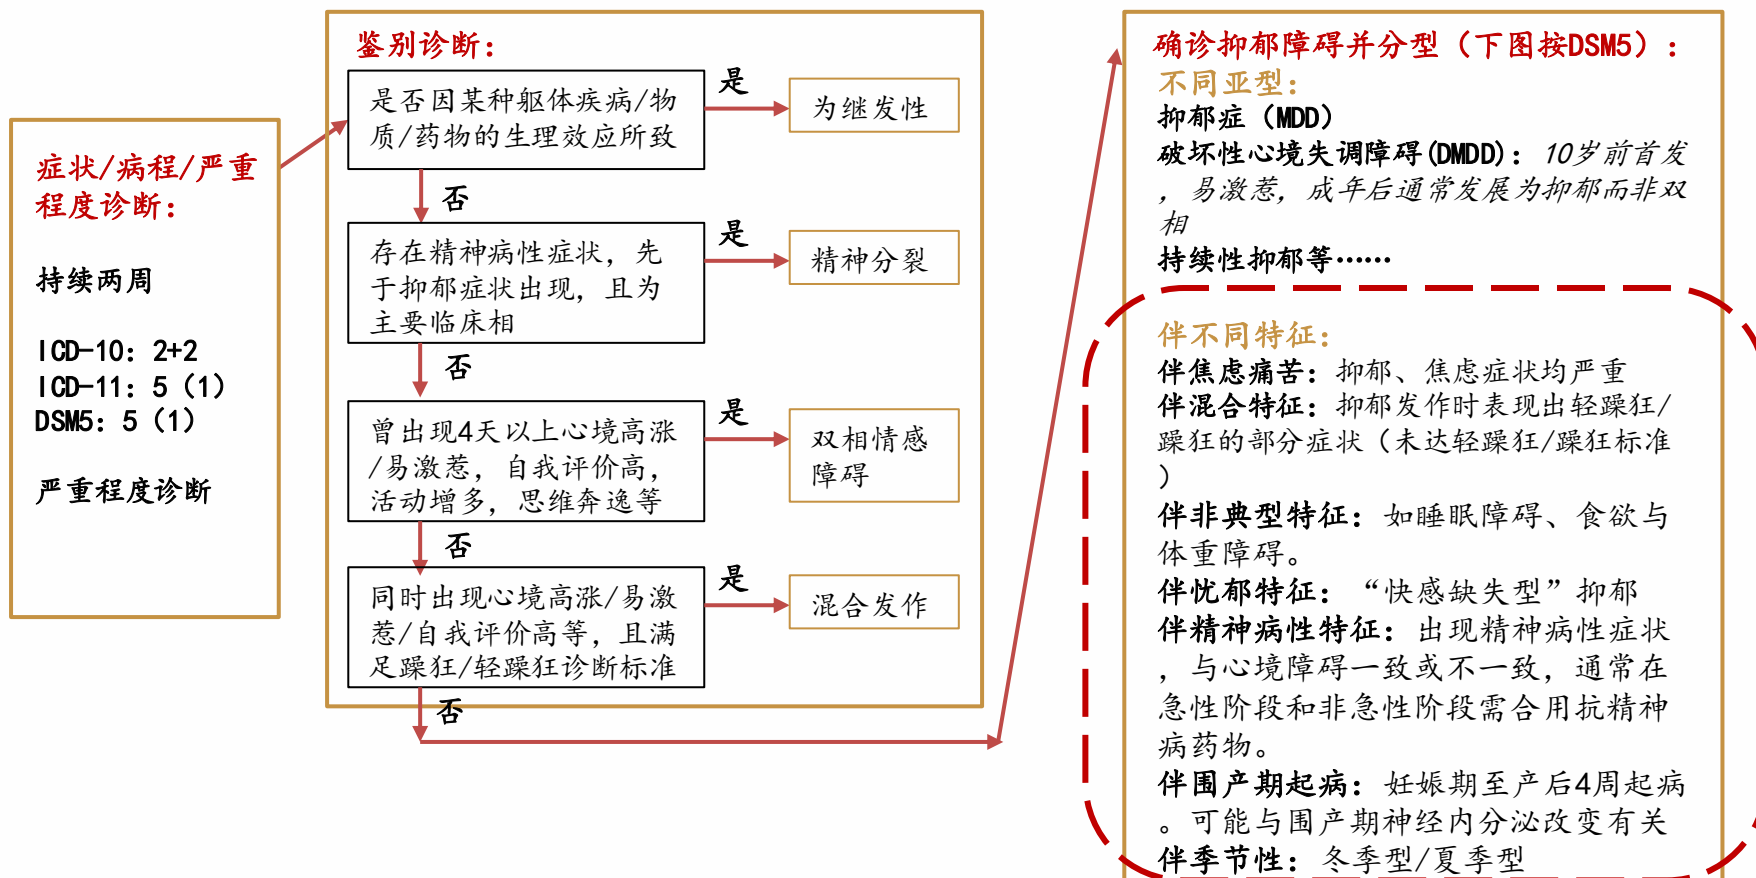 症状/病程/严重
程度诊断：
持续两周
ICD-10：2+2
ICD-11：5（1）
DSM5：5（1）
严重程度诊断
鉴别诊断：
是否因某种躯体疾病/物
质/药物的生理效应所致
是
为继发性
否
存在精神病性症状，先
于抑郁症状出现，且为
主要临床相
是
精神分裂
否
曾出现4天以上心境高涨
/易激惹，自我评价高，
活动增多，思维奔逸等
是
双相情感
障碍
否
同时出现心境高涨/易激
惹/自我评价高等，且满
足躁狂/轻躁狂诊断标准
是
混合发作
否
确诊抑郁障碍并分型（下图按DSM5）：
不同亚型：
抑郁症（MDD）
破坏性心境失调障碍(DMDD)：10岁前首发
，易激惹，成年后通常发展为抑郁而非双
相
持续性抑郁等……
伴不同特征：
伴焦虑痛苦：抑郁、焦虑症状均严重
伴混合特征：抑郁发作时表现出轻躁狂/
躁狂的部分症状（未达轻躁狂/躁狂标准
）
伴非典型特征：如睡眠障碍、食欲与
体重障碍。
伴忧郁特征：“快感缺失型”抑郁
伴精神病性特征：出现精神病性症状
，与心境障碍一致或不一致，通常在
急性阶段和非急性阶段需合用抗精神
病药物。
伴围产期起病：妊娠期至产后4周起病
。可能与围产期神经内分泌改变有关
伴季节性：冬季型/夏季型